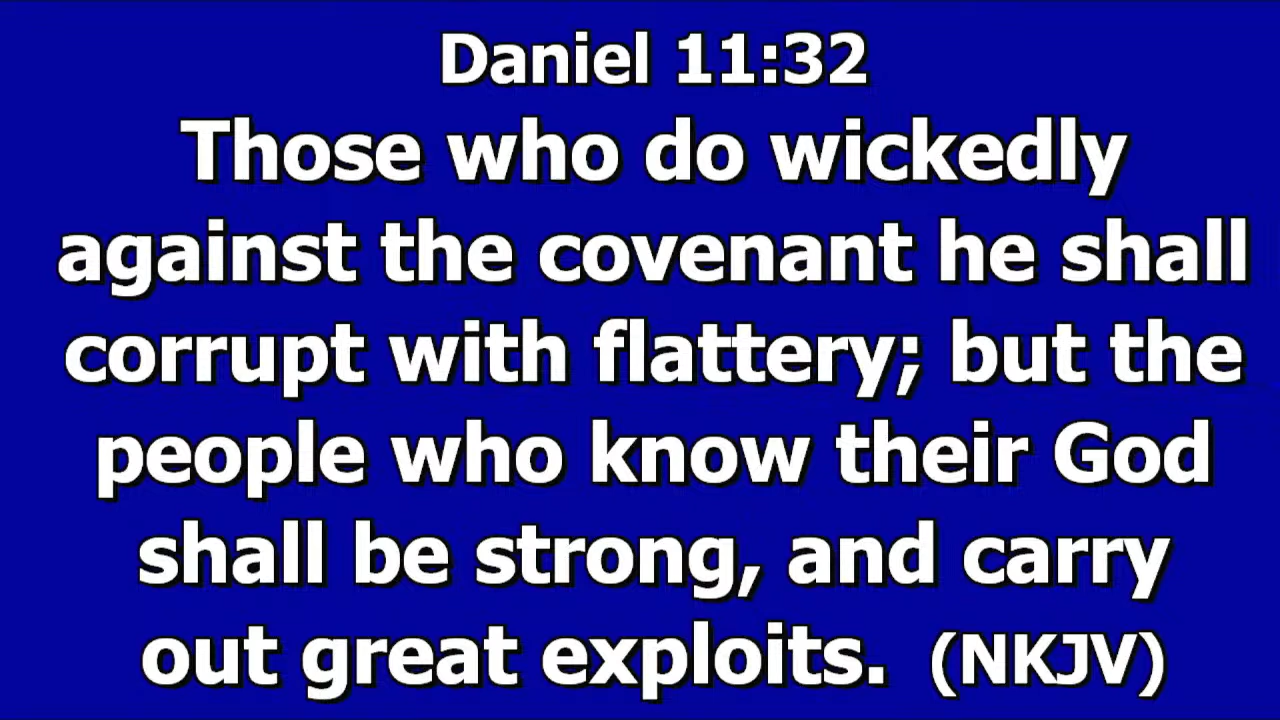 Daniel 11:32
Those who do wickedly
against the covenant he shall
corrupt with flattery; but the
people who know their God
shall be strong, and carry
out great exploits. (NKJV)